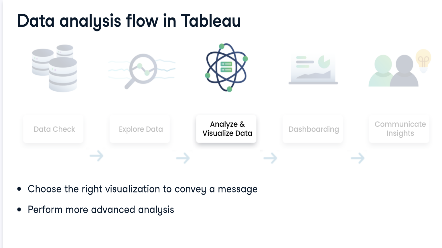 Data analysis flow in Tableau
Data Check
Explore Data
Analyze &
Visualize Data
Dashboarding
Communicate
Insights
• Choose the right visualization to convey a message
• Perform more advanced analysis